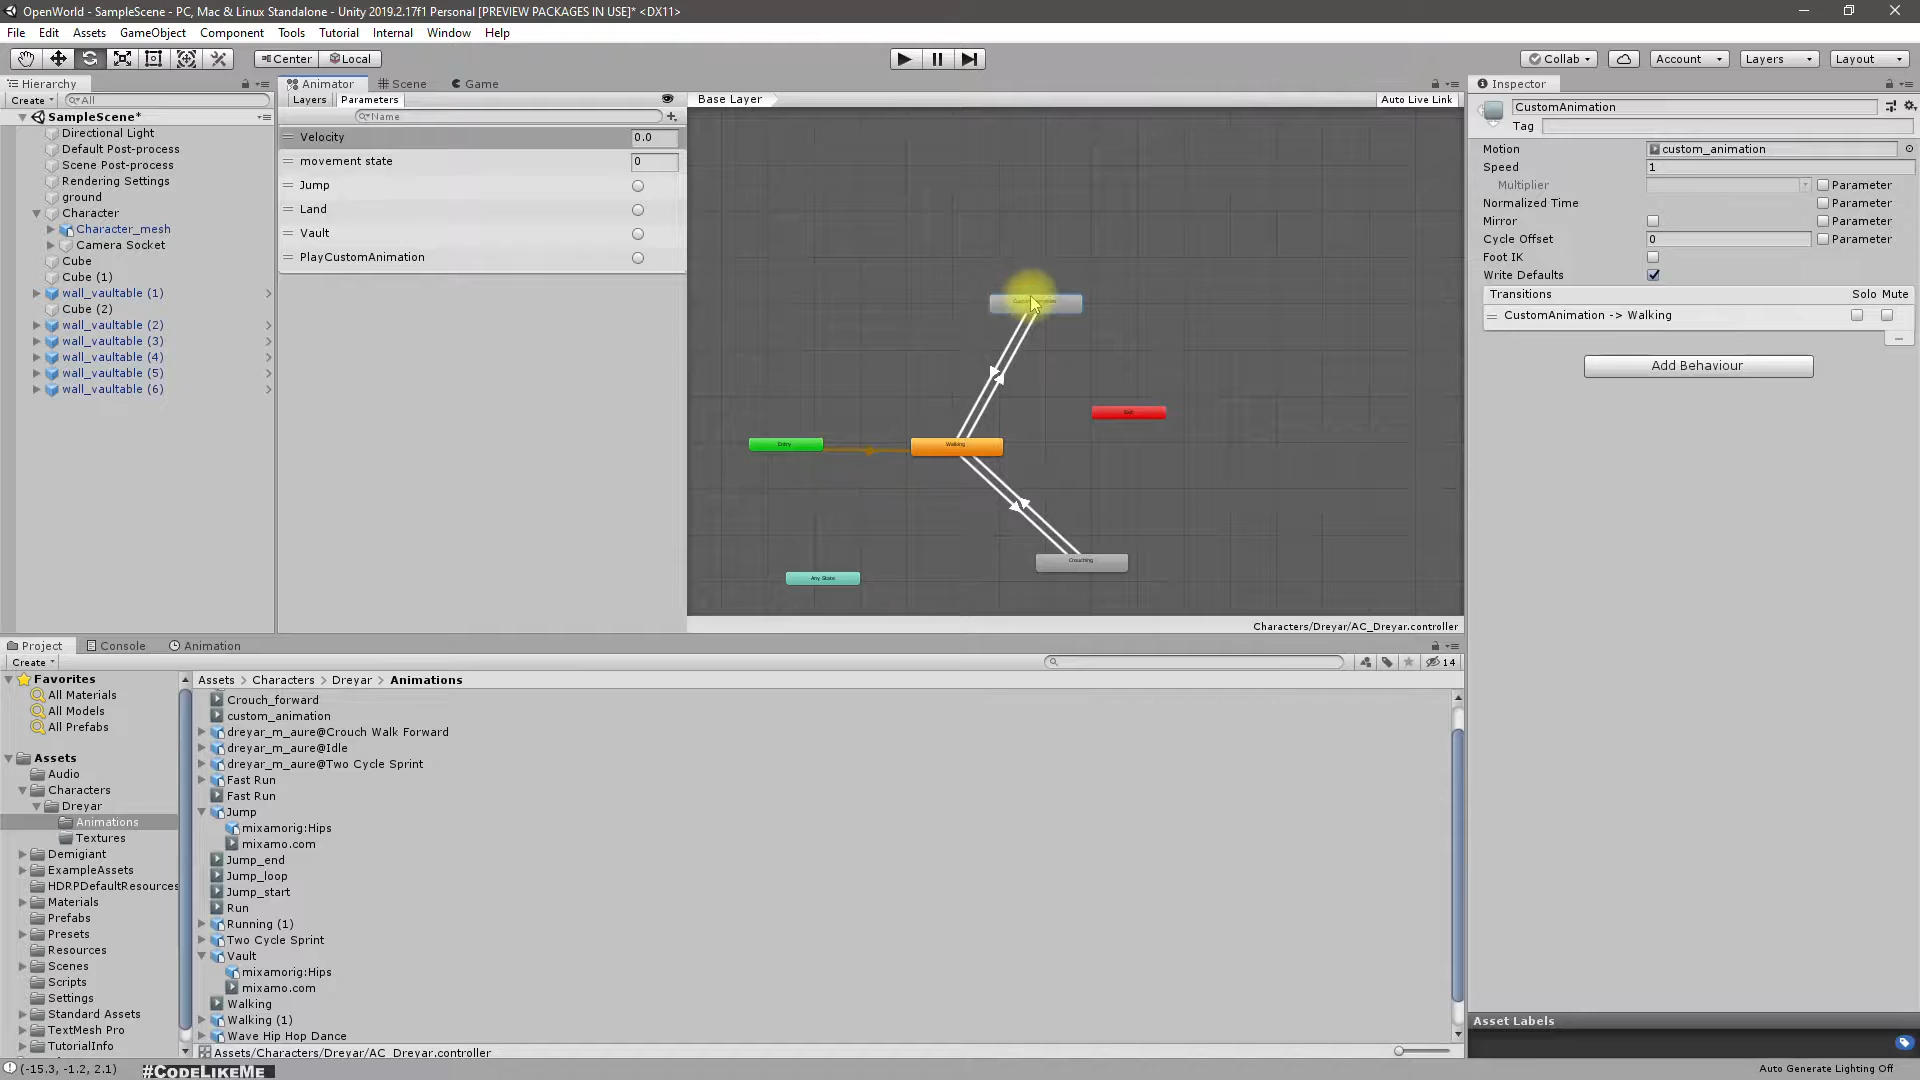 OpenWorld - SampleScene - PC, Mac & Linux Standalone - Unity 2019.2.17f1 Personal [PREVIEW PACKAGES IN USE]* <DX11>
File Edit Assets GameObject Component Tools Tutorial Internal Window Help
Center Local Collab Account Layers Layout
Hierarchy
Create All
SampleScene*
Directional Light
Default Post-process
Scene Post-process
Rendering Settings
ground
Character
Character_mesh
Camera Socket
Cube
Cube (1)
wall_vaultable (1)
Cube (2)
wall_vaultable (2)
wall_vaultable (3)
wall_vaultable (4)
wall_vaultable (5)
wall_vaultable (6)
Animator Scene Game
Layers Parameters
Name
Velocity 0.0
movement state 0
Jump
Land
Vault
PlayCustomAnimation
Base Layer Auto Live Link
Exit
Entry
Walking
Crouching
Any State
Characters/Dreyar/AC_Dreyar.controller
Inspector
CustomAnimation
Tag
Motion custom_animation
Speed 1
Multiplier Parameter
Normalized Time Parameter
Mirror Parameter
Cycle Offset 0 Parameter
Foot IK
Write Defaults
Transitions Solo Mute
CustomAnimation -> Walking
Add Behaviour
Asset Labels
Project Console Animation
Create
14
Favorites
All Materials
All Models
All Prefabs
Assets
Audio
Characters
Dreyar
Animations
Textures
Demigiant
ExampleAssets
HDRPDefaultResources
Materials
Prefabs
Presets
Resources
Scenes
Scripts
Settings
Standard Assets
TextMesh Pro
TutorialInfo
Assets > Characters > Dreyar > Animations
Crouch_forward
custom_animation
dreyar_m_aure@Crouch Walk Forward
dreyar_m_aure@Idle
dreyar_m_aure@Two Cycle Sprint
Fast Run
Fast Run
Jump
mixamorig:Hips
mixamo.com
Jump_end
Jump_loop
Jump_start
Run
Running (1)
Two Cycle Sprint
Vault
mixamorig:Hips
mixamo.com
Walking
Walking (1)
Wave Hip Hop Dance
Assets/Characters/Dreyar/AC_Dreyar.controller
(-15.3, -1.2, 2.1)
#CODELIKEME
Auto Generate Lighting Off